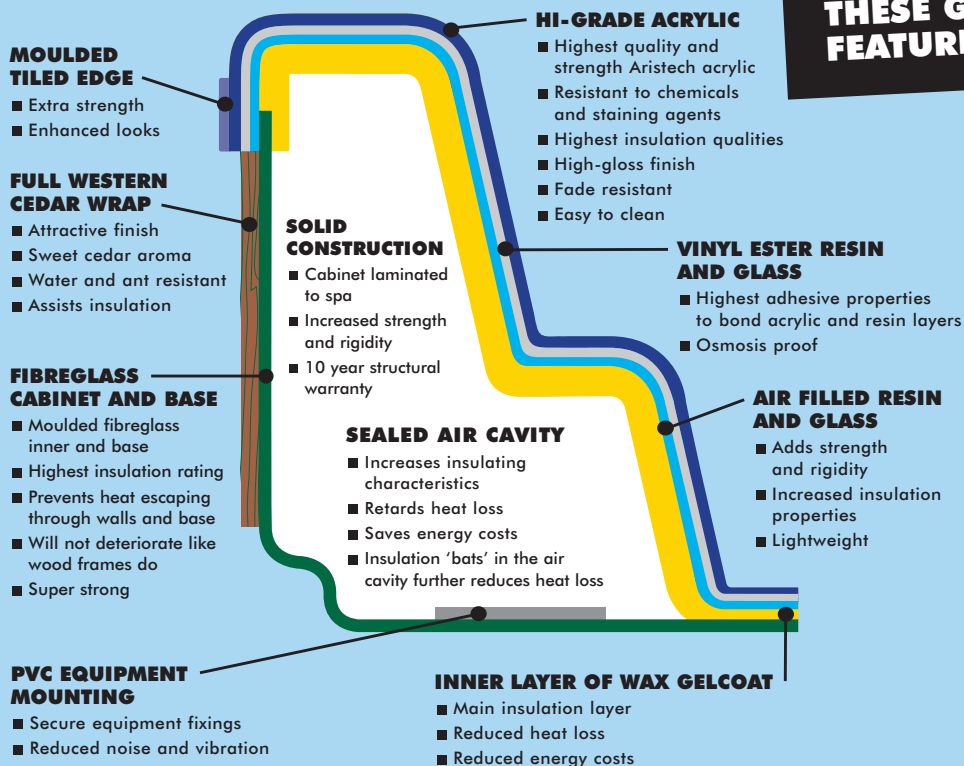 THESE G
FEATUR
MOULDED
TILED EDGE
■ Extra strength
■ Enhanced looks
FULL WESTERN
CEDAR WRAP
■ Attractive finish
■ Sweet cedar aroma
■ Water and ant resistant
■ Assists insulation
FIBREGLASS
CABINET AND BASE
■ Moulded fibreglass
inner and base
■ Highest insulation rating
■ Prevents heat escaping
through walls and base
■ Will not deteriorate like
wood frames do
■ Super strong
PVC EQUIPMENT
MOUNTING
■ Secure equipment fixings
■ Reduced noise and vibration
SOLID
CONSTRUCTION
■ Cabinet laminated
to spa
■ Increased strength
and rigidity
■ 10 year structural
warranty
SEALED AIR CAVITY
■ Increases insulating
characteristics
■ Retards heat loss
■ Saves energy costs
■ Insulation ‘bats’ in the air
cavity further reduces heat loss
HI-GRADE ACRYLIC
■ Highest quality and
strength Aristech acrylic
■ Resistant to chemicals
and staining agents
■ Highest insulation qualities
■ High-gloss finish
■ Fade resistant
■ Easy to clean
VINYL ESTER RESIN
AND GLASS
■ Highest adhesive properties
to bond acrylic and resin layers
■ Osmosis proof
AIR FILLED RESIN
AND GLASS
■ Adds strength
and rigidity
■ Increased insulation
properties
■ Lightweight
INNER LAYER OF WAX GELCOAT
■ Main insulation layer
■ Reduced heat loss
■ Reduced energy costs